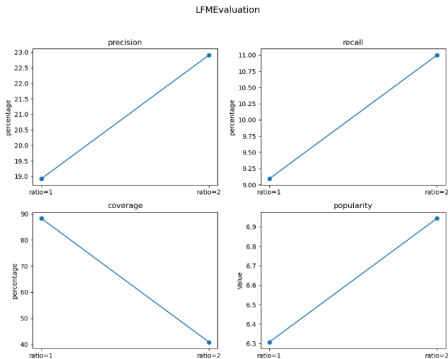 LFMEvaluation
precision
percentage
23.0
22.5
22.0
21.5
21.0
20.5
20.0
19.5
19.0
ratio=1
ratio=2
recall
percentage
11.00
10.75
10.50
10.25
10.00
9.75
9.50
9.25
9.00
ratio=1
ratio=2
coverage
percentage
90
80
70
60
50
40
ratio=1
ratio=2
popularity
Value
6.9
6.8
6.7
6.6
6.5
6.4
6.3
ratio=1
ratio=2